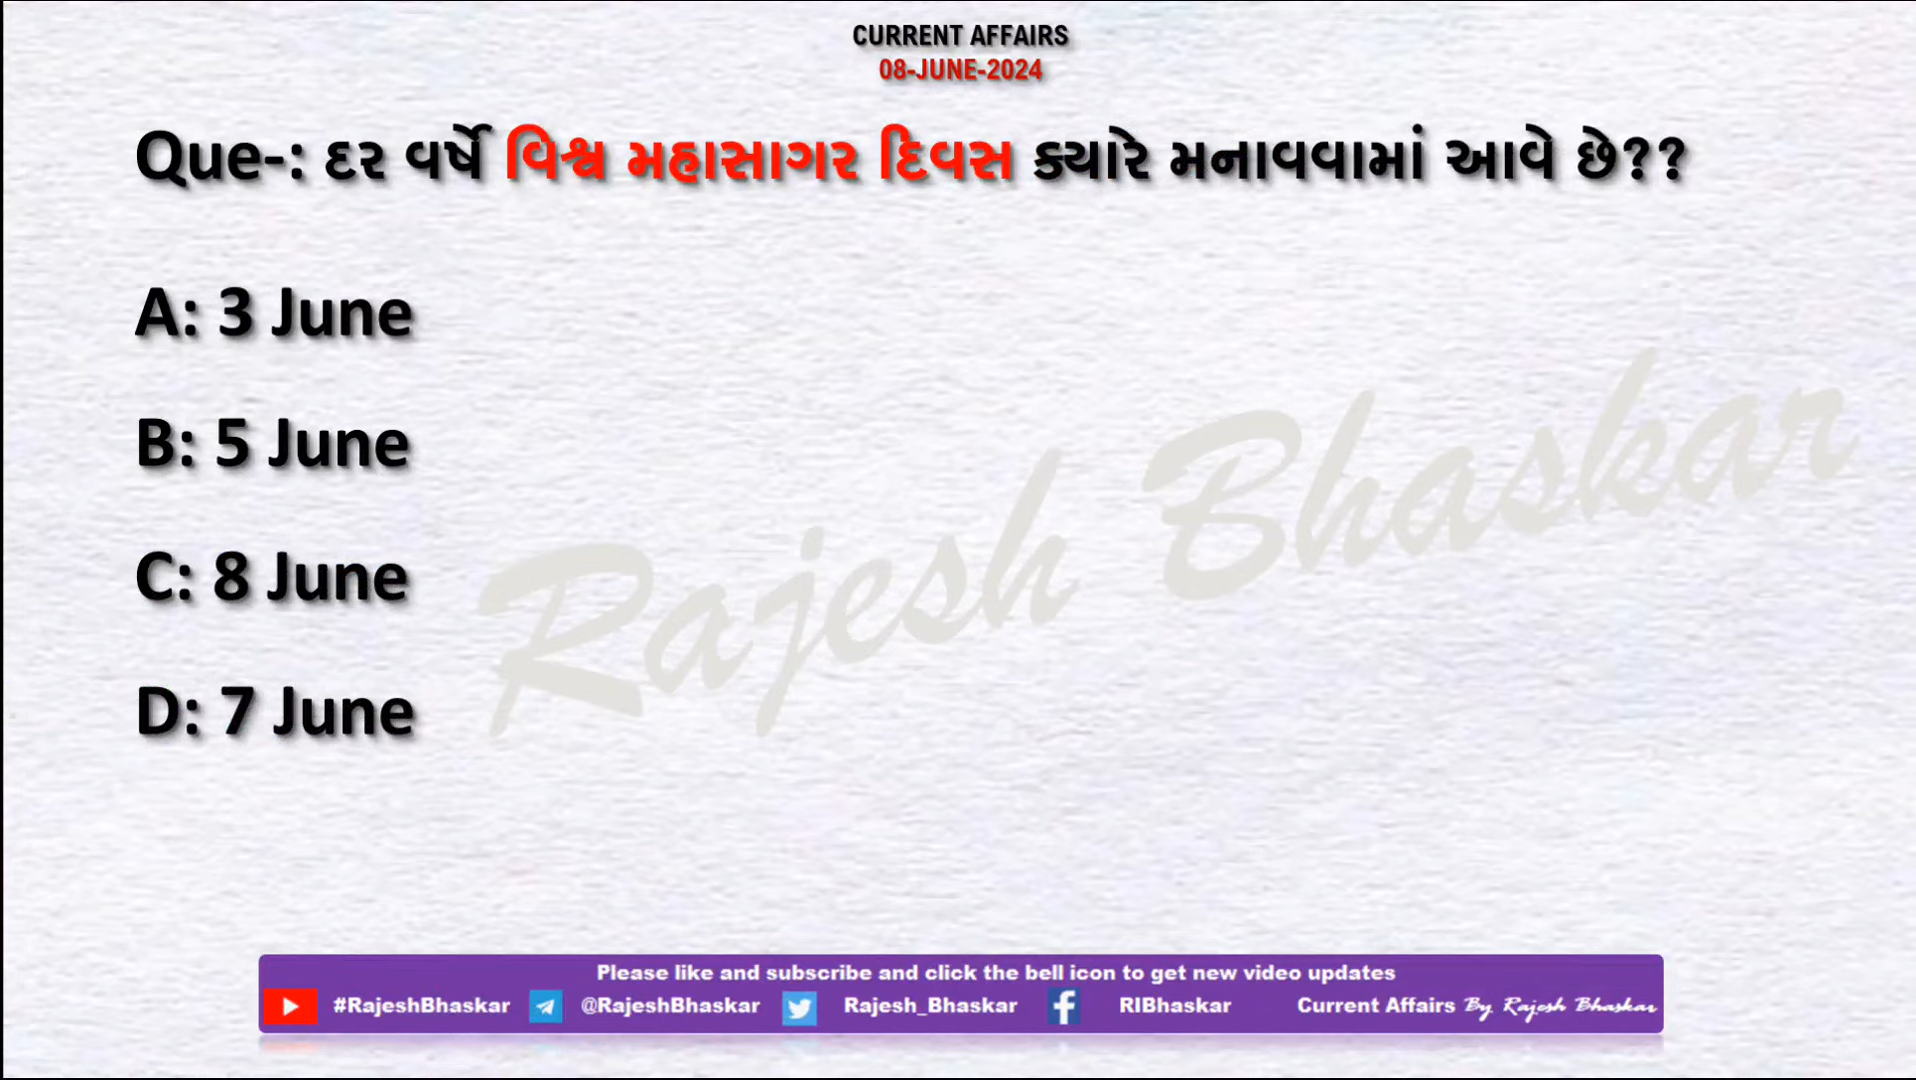 CURRENT AFFAIRS
08-JUNE-2024
Que-: દર વર્ષે વિશ્વ મહાસાગર દિવસ ક્યારે મનાવવામાં આવે છે??
A: 3 June
B: 5 June
C: 8 June
D: 7 June
Rajesh Bhaskar
Please like and subscribe and click the bell icon to get new video updates
#RajeshBhaskar @RajeshBhaskar Rajesh_Bhaskar RIBhaskar Current Affairs By Rajesh Bhaskar